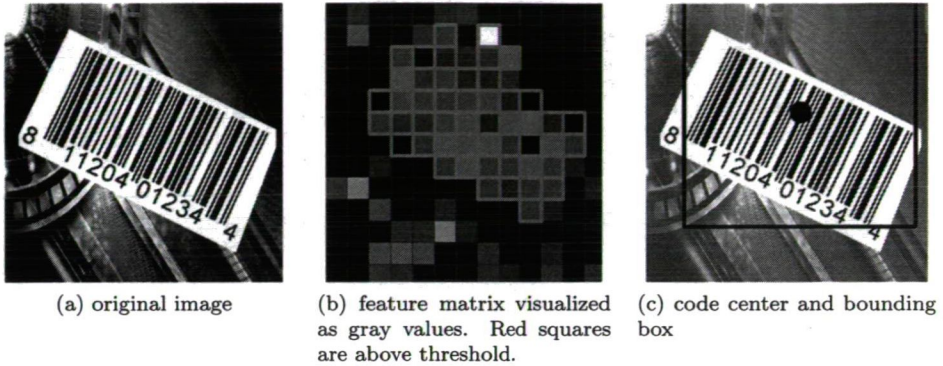 8 11204 01234 4
8 11204 01234 4
(a) original image
(b) feature matrix visualized
as gray values. Red squares
are above threshold.
(c) code center and bounding
box